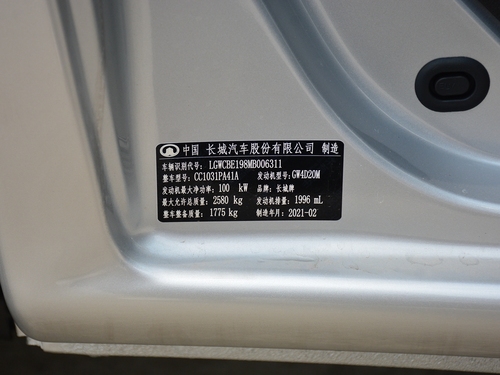 中国 长城汽车股份有限公司 制造
车辆识别代号: LGWCBE198MB006311
整车型号: CC1031PA41A 发动机型号: GW4D20M
发动机最大净功率: 100 kW 品牌: 长城牌
最大允许总质量: 2580 kg 发动机排量: 1996 mL
整车整备质量: 1775 kg 制造年月: 2021-02